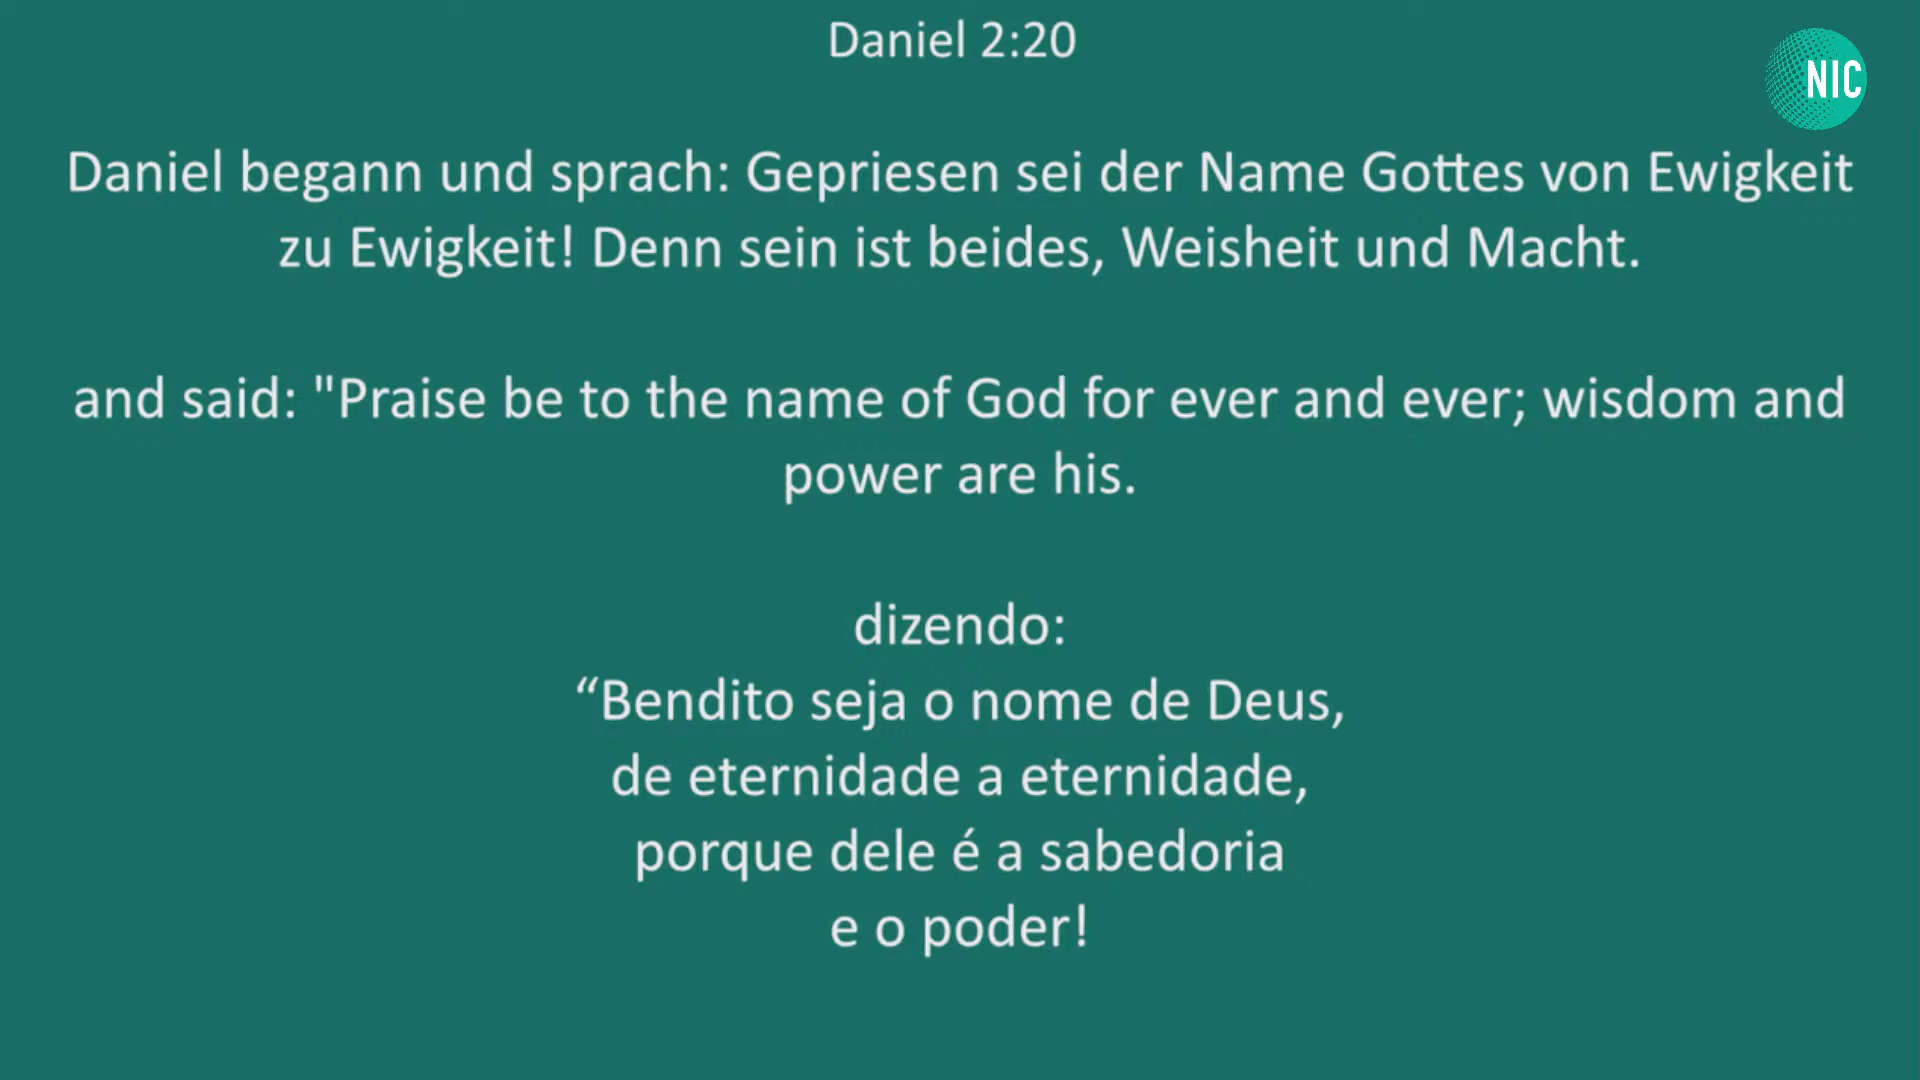 Daniel 2:20
NIC
Daniel begann und sprach: Gepriesen sei der Name Gottes von Ewigkeit
zu Ewigkeit! Denn sein ist beides, Weisheit und Macht.
and said: "Praise be to the name of God for ever and ever; wisdom and
power are his.
dizendo:
“Bendito seja o nome de Deus,
de eternidade a eternidade,
porque dele é a sabedoria
e o poder!